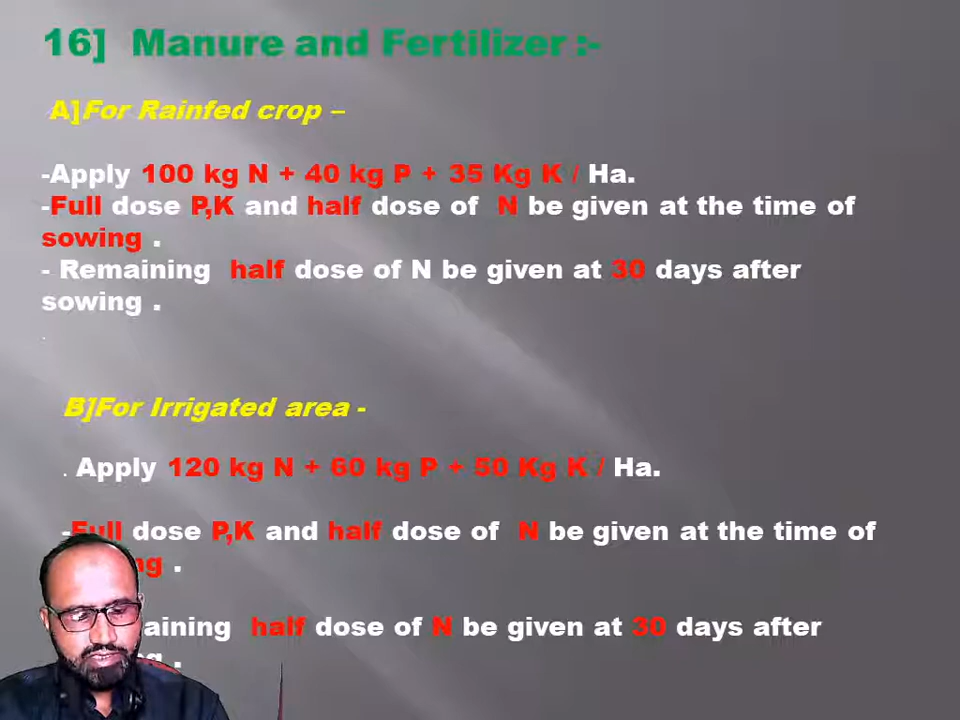 16] Manure and Fertilizer :-
A]For Rainfed crop –
-Apply 100 kg N + 40 kg P + 35 Kg K / Ha.
-Full dose P,K and half dose of N be given at the time of
sowing .
- Remaining half dose of N be given at 30 days after
sowing .
.
B]For Irrigated area -
. Apply 120 kg N + 60 kg P + 50 Kg K / Ha.
-Full dose P,K and half dose of N be given at the time of
ng .
aining half dose of N be given at 30 days after
ng .